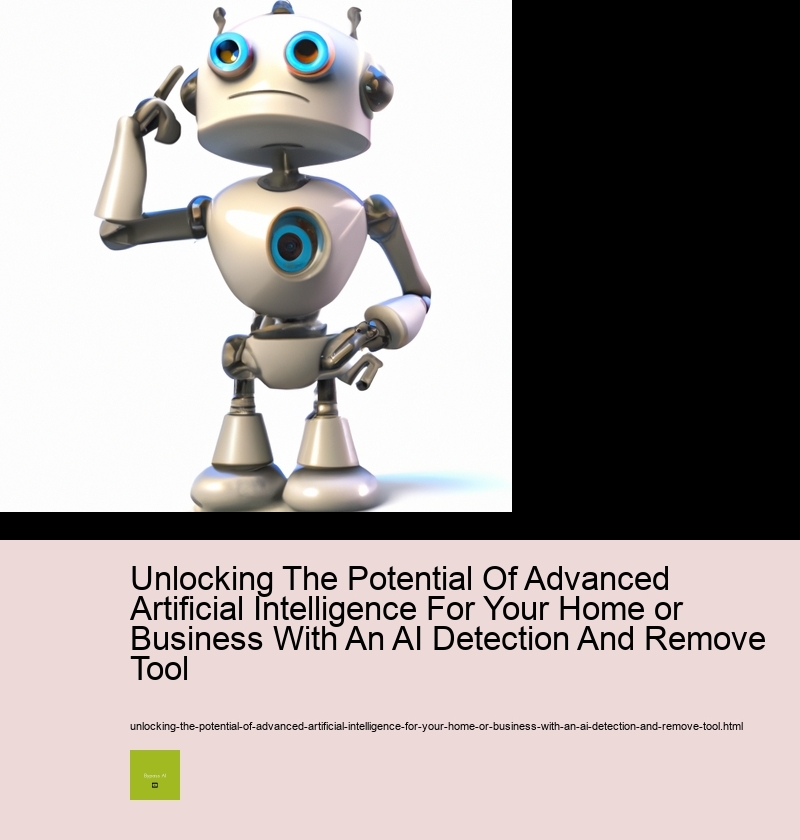 Unlocking The Potential Of Advanced
Artificial Intelligence For Your Home or
Business With An AI Detection And Remove
Tool
unlocking-the-potential-of-advanced-artificial-intelligence-for-your-home-or-business-with-an-ai-detection-and-remove-tool.html